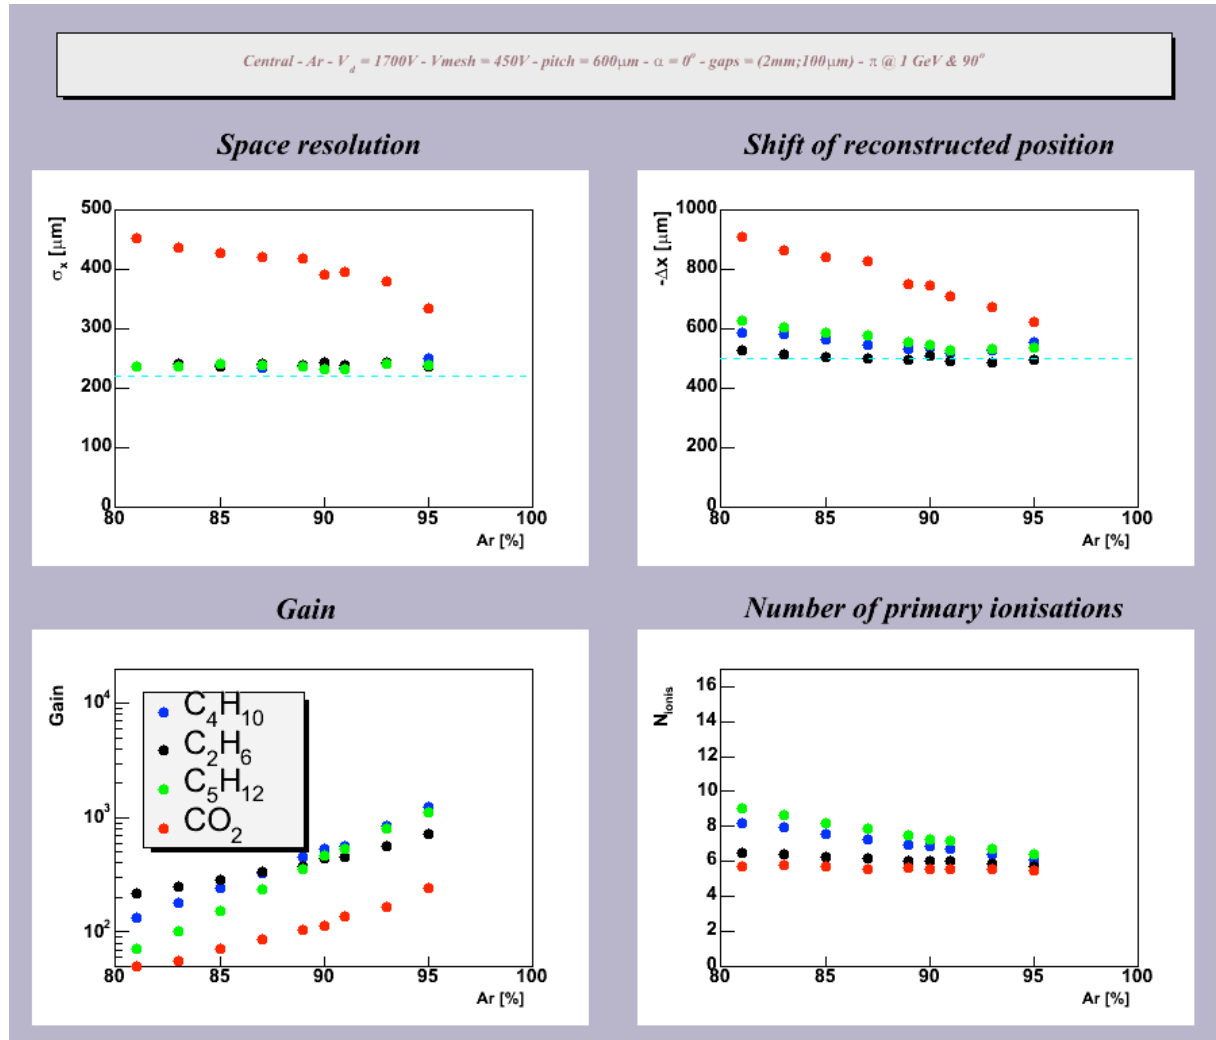 Central - Ar - V_d = 1700V - Vmesh = 450V - pitch = 600μm - α = 0° - gaps = (2mm;100μm) - π @ 1 GeV & 90°
Space resolution
σ_x [μm]
500
400
300
200
100
0
80 85 90 95 100
Ar [%]
Shift of reconstructed position
-Δx [μm]
1000
800
600
400
200
0
80 85 90 95 100
Ar [%]
Gain
Gain
10⁴
10³
10²
C₄H₁₀
C₂H₆
C₅H₁₂
CO₂
80 85 90 95 100
Ar [%]
Number of primary ionisations
N_ionis
16
14
12
10
8
6
4
2
0
80 85 90 95 100
Ar [%]